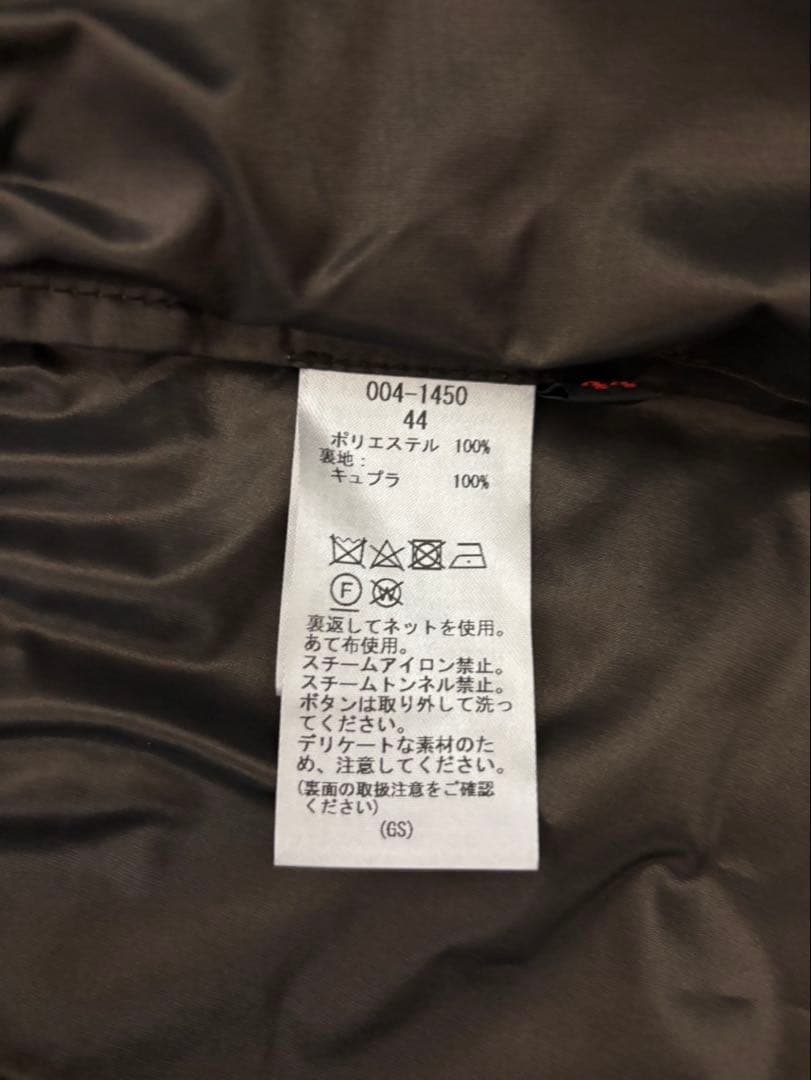 004-1450
44
ポリエステル 100%
裏地:
キュプラ 100%
F
W
裏返してネットを使用。
あて布使用。
スチームアイロン禁止。
スチームトンネル禁止。
ボタンは取り外して洗っ
てください。
デリケートな素材のた
め、注意してください。
(裏面の取扱注意をご確認
ください)
(GS)